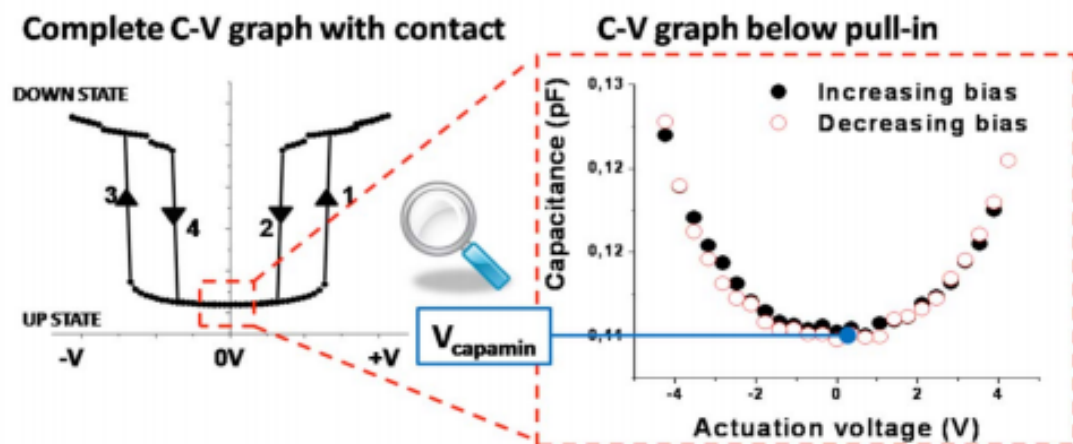 Complete C-V graph with contact
C-V graph below pull-in
DOWN STATE
3
4
2
1
UP STATE
-V
0V
+V
V capamin
Capacitance (pF)
0,13
0,12
0,12
0,11
Increasing bias
Decreasing bias
-4
-2
0
2
4
Actuation voltage (V)